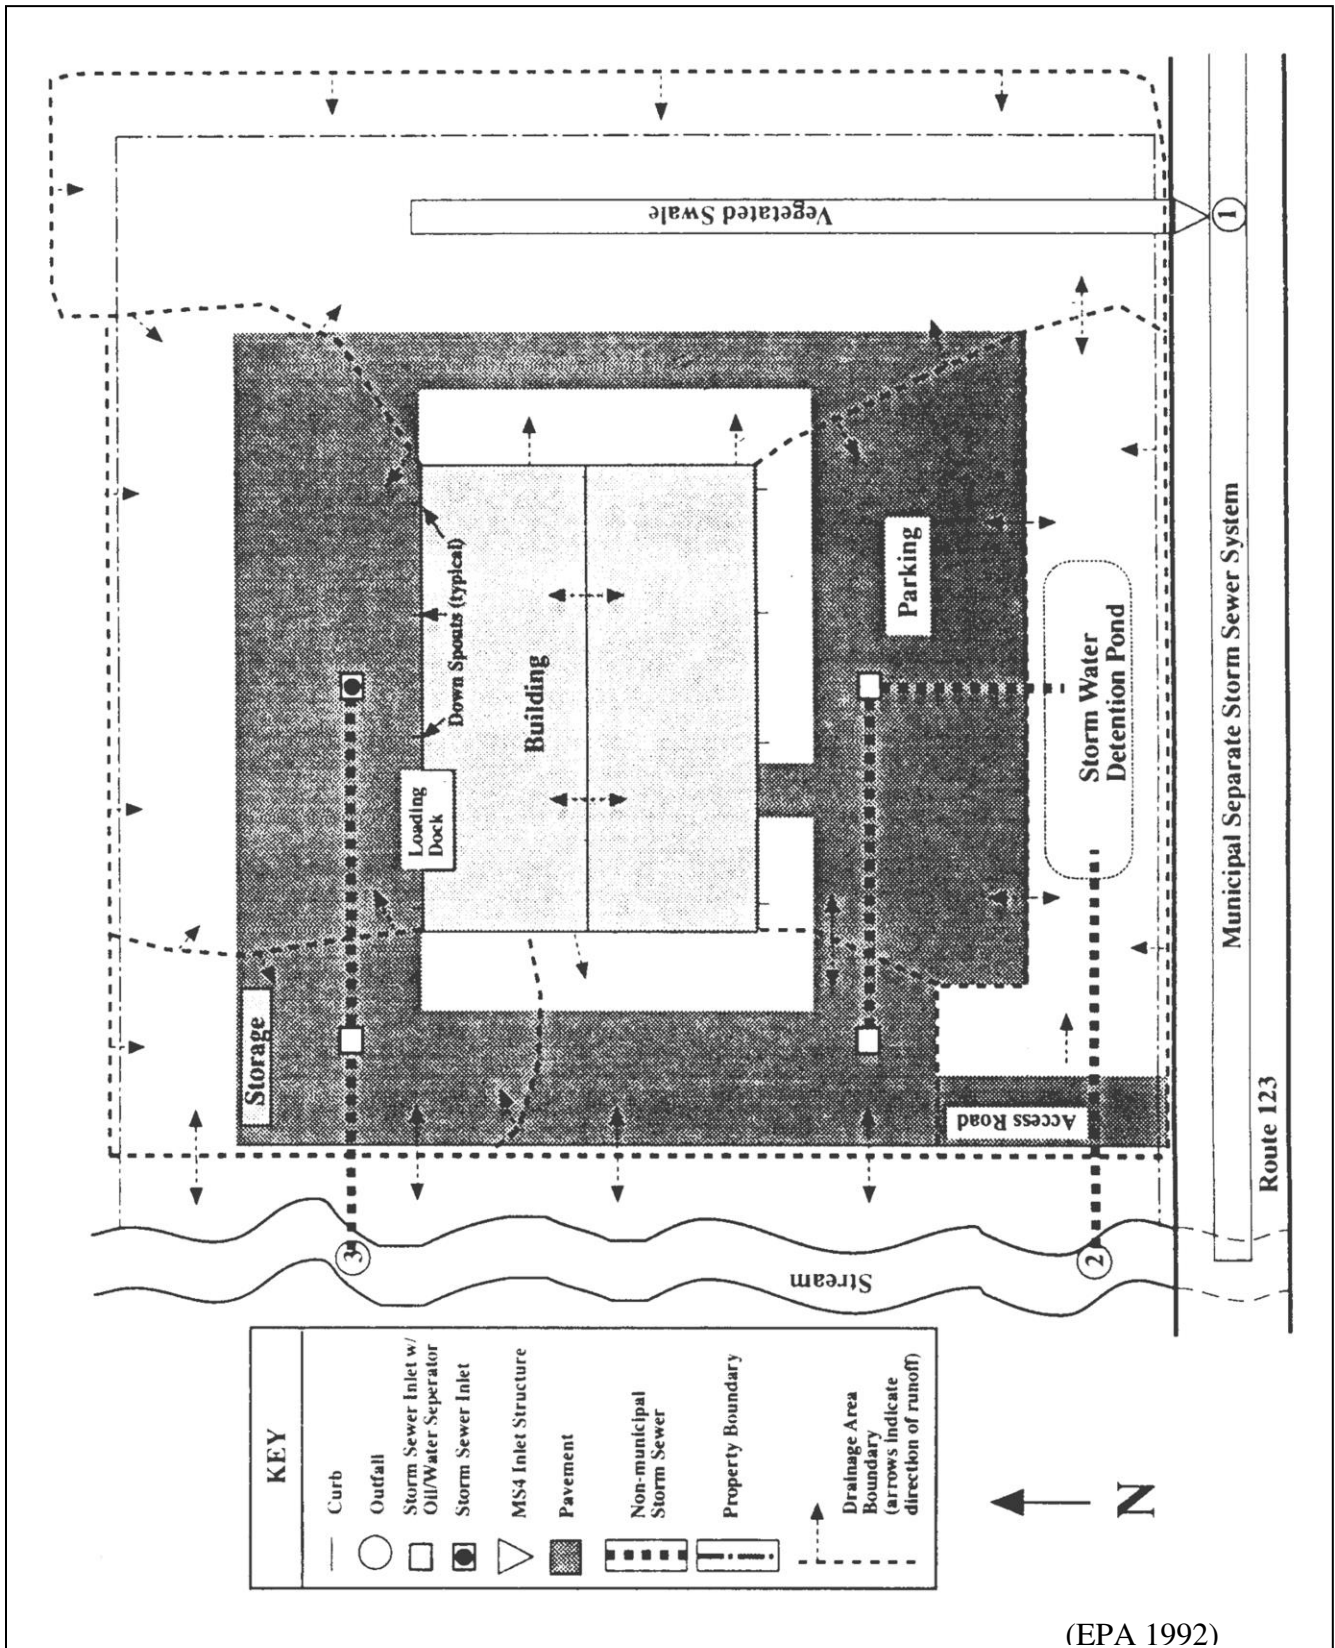 Vegetated Swale
1
Down Spouts (typical)
Building
Loading
Dock
Parking
Storm Water
Detention Pond
Storage
Access Road
Municipal Separate Storm Sewer System
Route 123
3
2
Stream
KEY
Curb
Outfall
Storm Sewer Inlet w/
Oil/Water Seperator
Storm Sewer Inlet
MS4 Inlet Structure
Pavement
Non-municipal
Storm Sewer
Property Boundary
Drainage Area
Boundary
(arrows indicate
direction of runoff)
N
(EPA 1992)